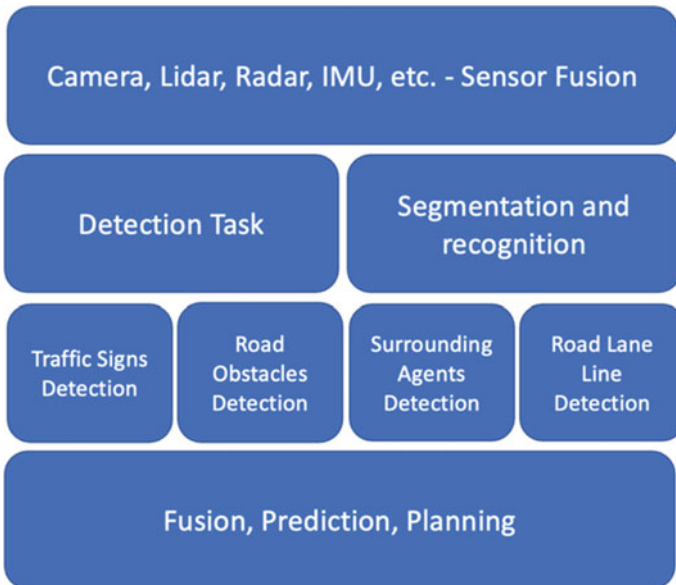 Camera, Lidar, Radar, IMU, etc. - Sensor Fusion
Detection Task
Segmentation and
recognition
Traffic Signs
Detection
Road
Obstacles
Detection
Surrounding
Agents
Detection
Road Lane
Line
Detection
Fusion, Prediction, Planning